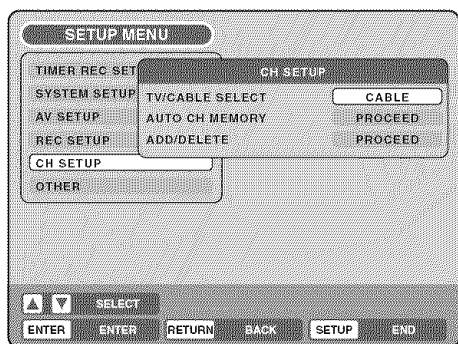 SETUP MENU
TIMER REC SET
SYSTEM SETUP
AV SETUP
REC SETUP
CH SETUP
OTHER
CH SETUP
TV/CABLE SELECT CABLE
AUTO CH MEMORY PROCEED
ADD/DELETE PROCEED
SELECT
ENTER ENTER RETURN BACK SETUP END